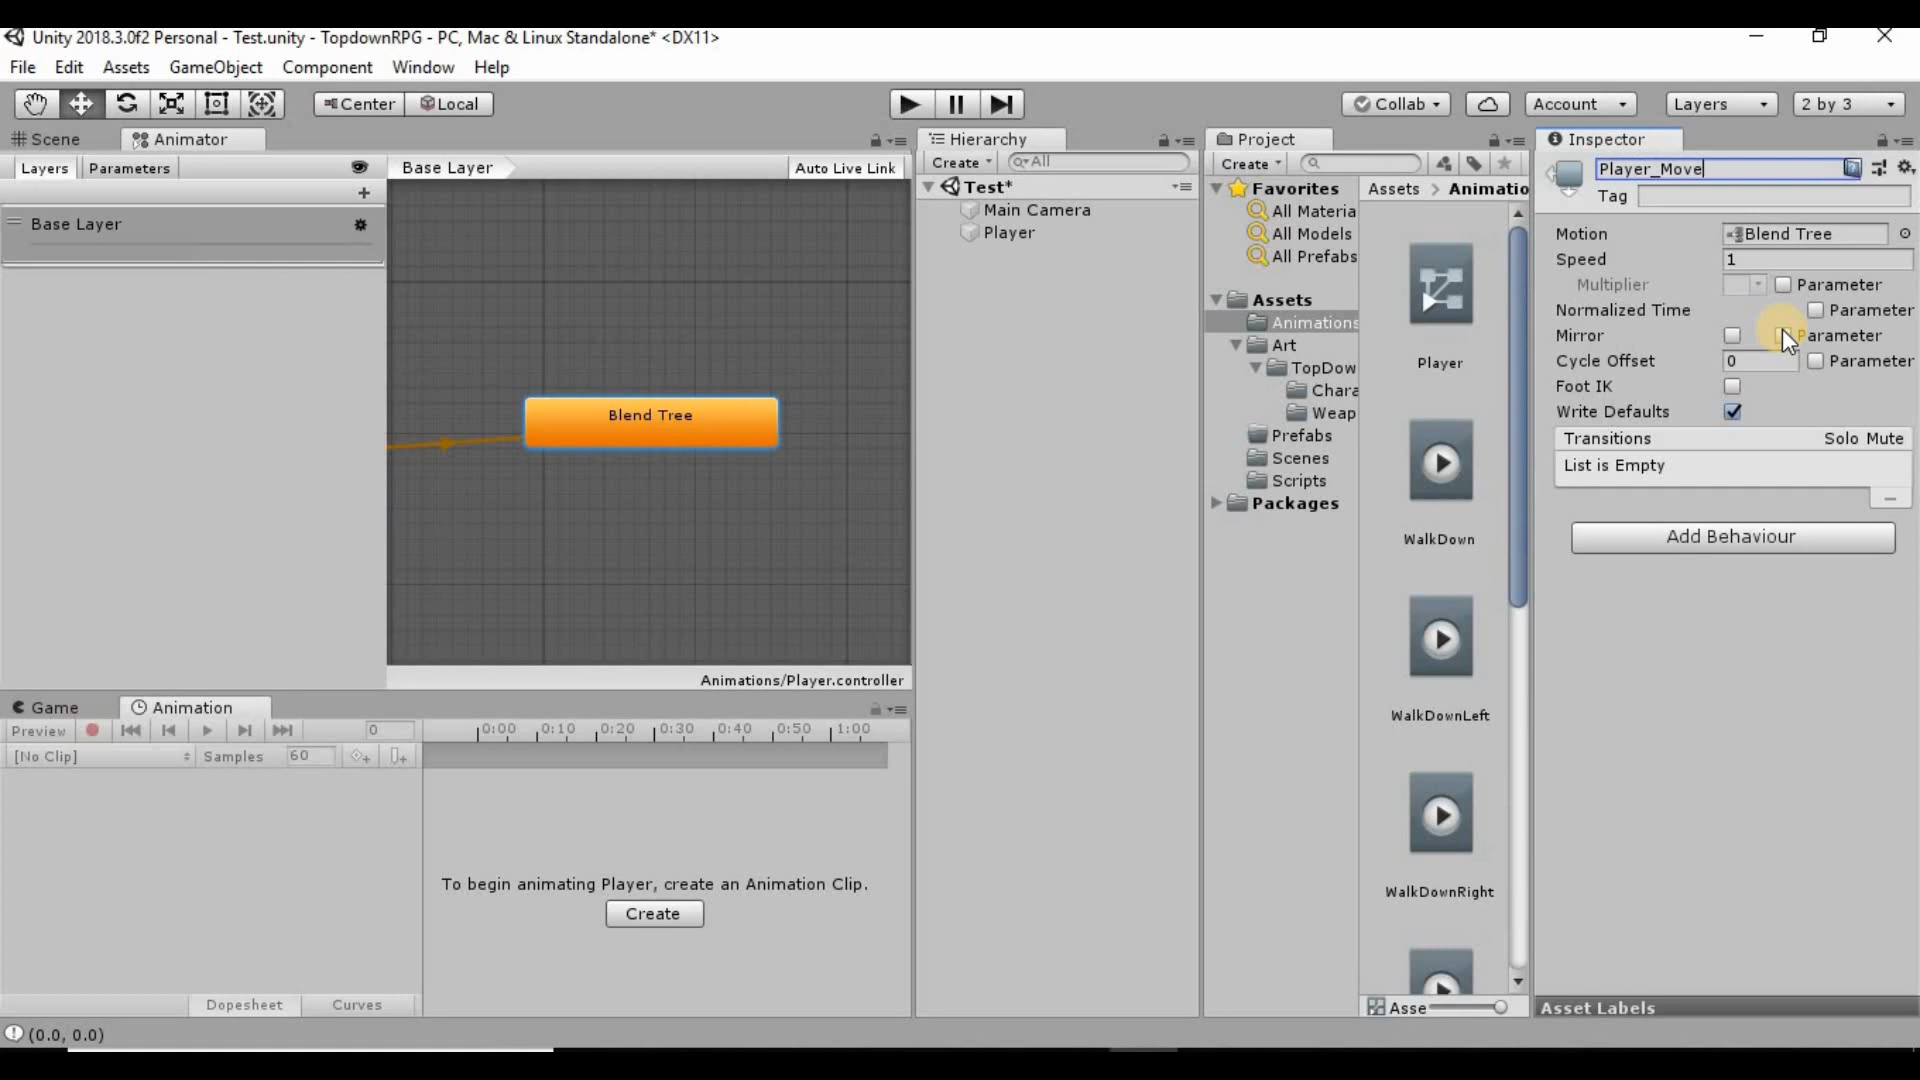 Unity 2018.3.0f2 Personal - Test.unity - TopdownRPG - PC, Mac & Linux Standalone* <DX11>
File Edit Assets GameObject Component Window Help
Center Local Collab Account Layers 2 by 3
Scene Animator
Layers Parameters Base Layer Auto Live Link
Base Layer
Blend Tree
Animations/Player.controller
Game Animation
Preview 0 0:00 0:10 0:20 0:30 0:40 0:50 1:00
[No Clip] Samples 60
To begin animating Player, create an Animation Clip.
Create
Dopesheet Curves
(0.0, 0.0)
Hierarchy
Create All
Test*
Main Camera
Player
Project
Create
Favorites
All Materia
All Models
All Prefabs
Assets
Animations
Art
TopDow
Chara
Weap
Prefabs
Scenes
Scripts
Packages
Assets Animatio
Player
WalkDown
WalkDownLeft
WalkDownRight
Asse
Inspector
Player_Move
Tag
Motion Blend Tree
Speed 1
Multiplier Parameter
Normalized Time Parameter
Mirror Parameter
Cycle Offset 0 Parameter
Foot IK
Write Defaults
Transitions Solo Mute
List is Empty
Add Behaviour
Asset Labels